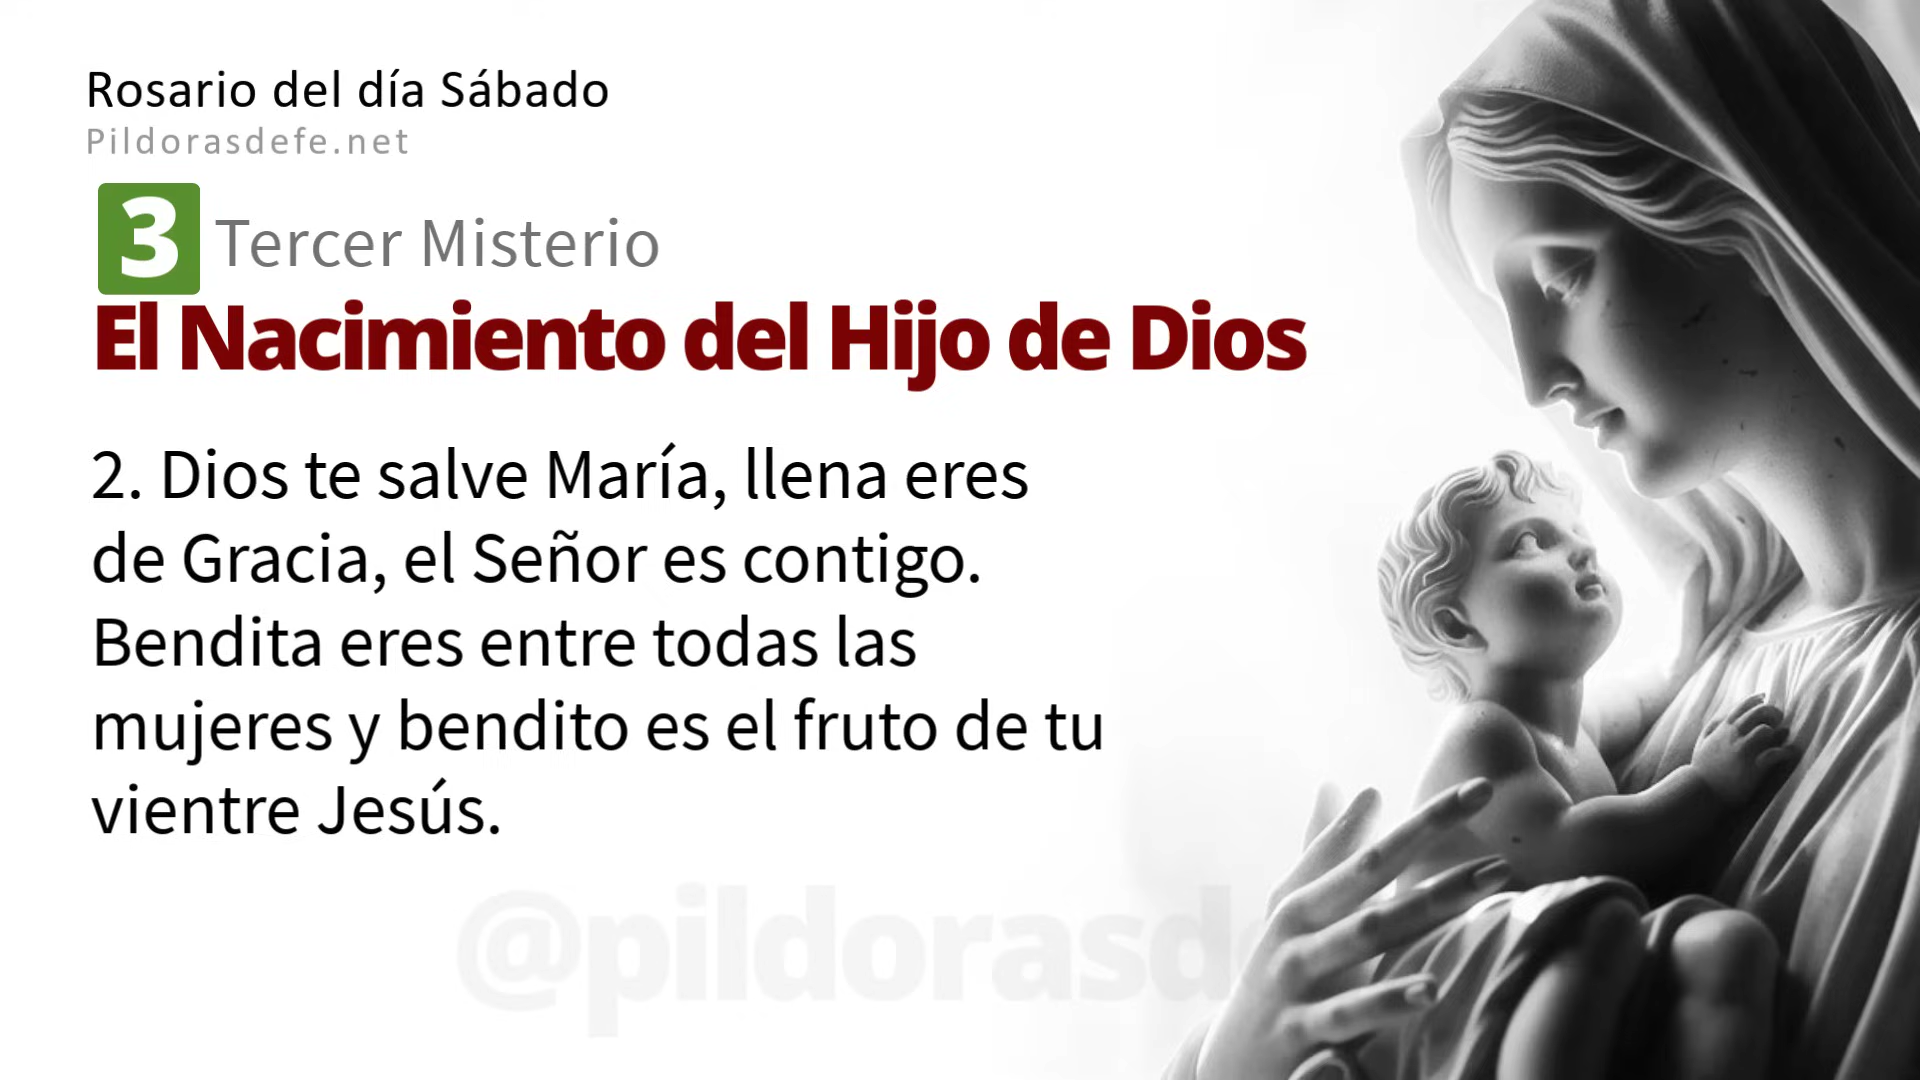 Rosario del día Sábado
Pildorasdefe.net
3 Tercer Misterio
El Nacimiento del Hijo de Dios
2. Dios te salve María, llena eres
de Gracia, el Señor es contigo.
Bendita eres entre todas las
mujeres y bendito es el fruto de tu
vientre Jesús.
@pildorasd